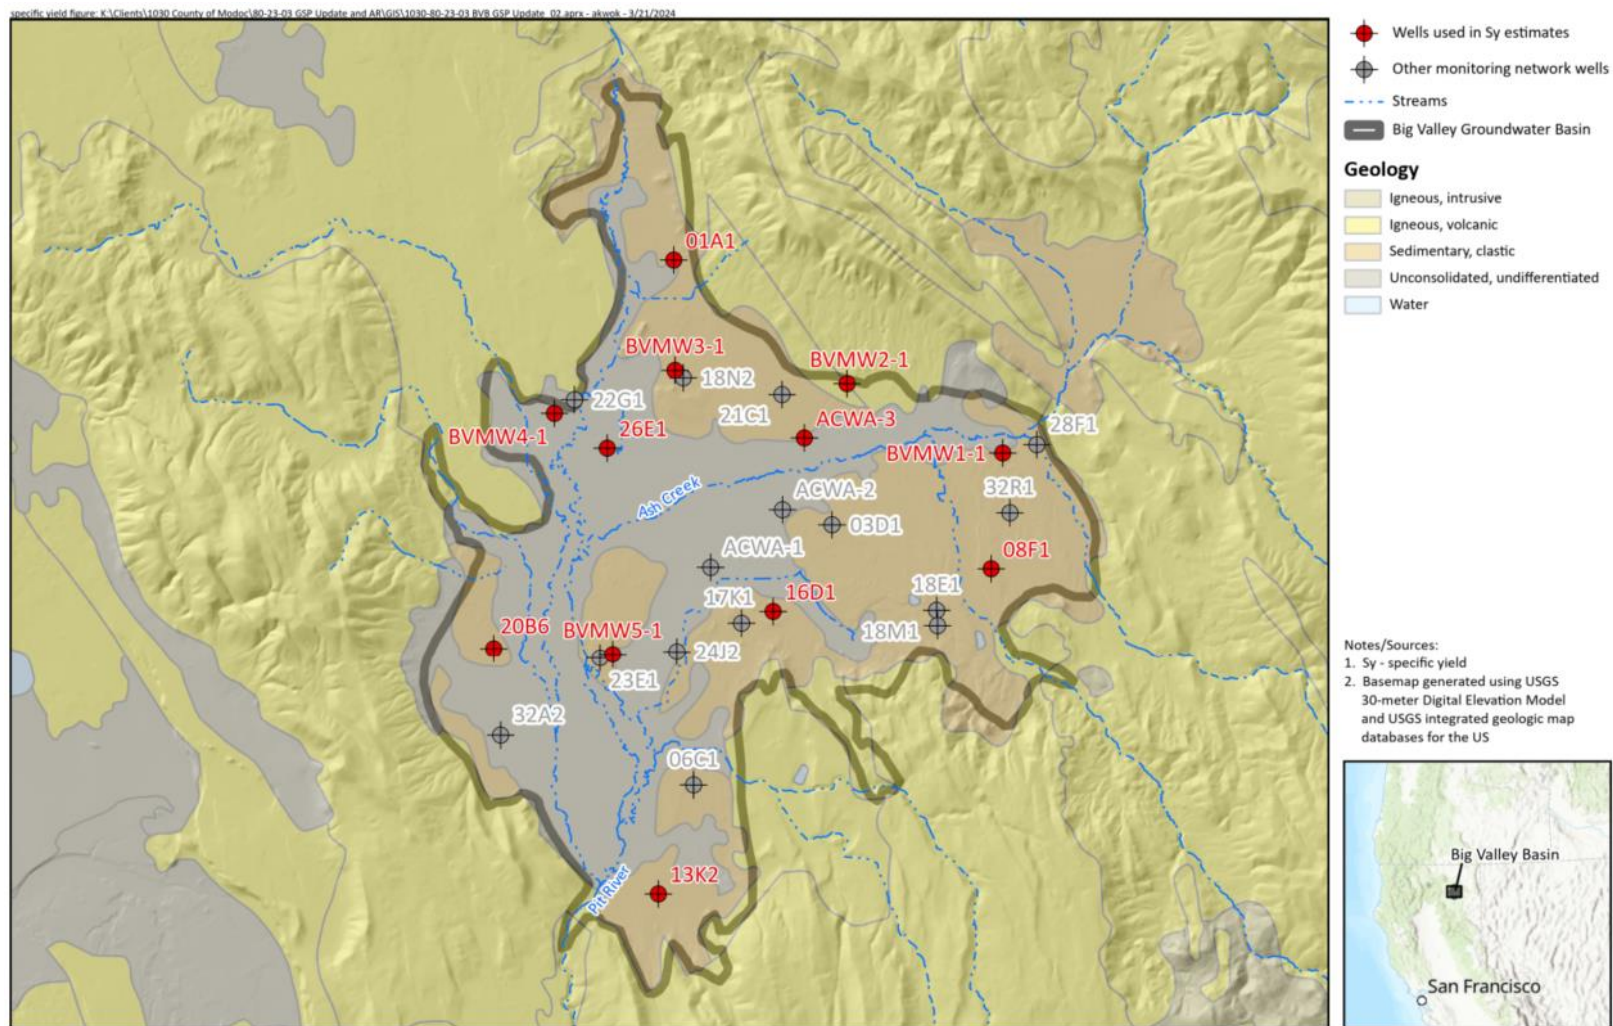 specific yield figure: K:\Clients\1030 County of Modoc\80-23-03 GSP Update and AR\GIS\1030-80-23-03 BVB GSP Update_02.aprx - akwok - 3/21/2024
Wells used in Sy estimates
Other monitoring network wells
Streams
Big Valley Groundwater Basin
Geology
Igneous, intrusive
Igneous, volcanic
Sedimentary, clastic
Unconsolidated, undifferentiated
Water
01A1
BVMW3-1
BVMW2-1
18N2
22G1
21C1
ACWA-3
28F1
26E1
BVMW4-1
BVMW1-1
32R1
ACWA-2
Ash Creek
03D1
ACWA-1
08F1
18E1
17K1
16D1
18M1
20B6
BVMW5-1
24J2
23E1
32A2
06C1
13K2
Pit River
Notes/Sources:
1. Sy - specific yield
2. Basemap generated using USGS
30-meter Digital Elevation Model
and USGS integrated geologic map
databases for the US
Big Valley Basin
San Francisco